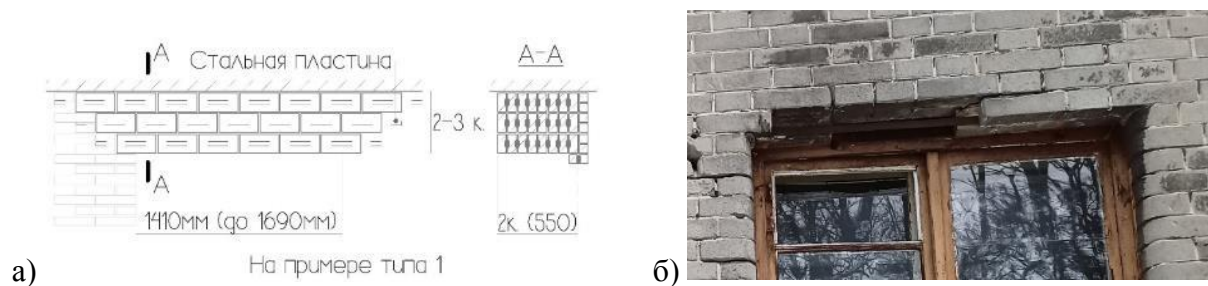 А
Стальная пластина
А-А
2-3 к.
А
1410мм (до 1690мм)
2к. (550)
На примере типа 1
а)
б)